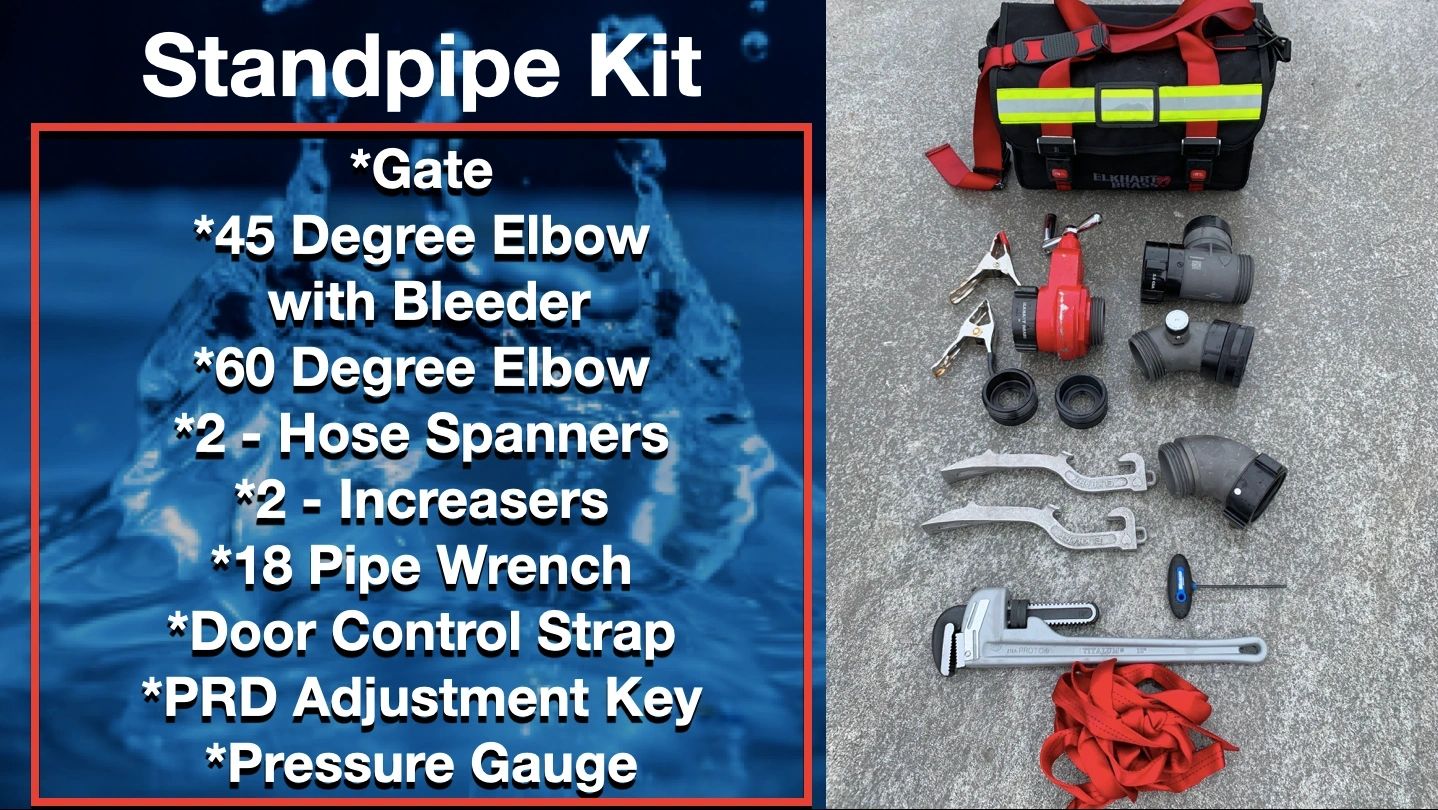 Standpipe Kit
*Gate
*45 Degree Elbow
with Bleeder
*60 Degree Elbow
*2 - Hose Spanners
*2 - Increasers
*18 Pipe Wrench
*Door Control Strap
*PRD Adjustment Key
*Pressure Gauge
ELKHART
BRASS
TITALUM